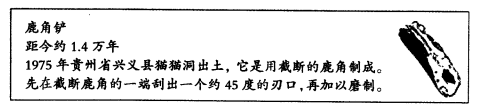 鹿角铲
距今约 1.4 万年
1975 年贵州省兴义县猫猫洞出土，它是用截断的鹿角制成。
先在截断鹿角的一端刮出一个约 45 度的刃口，再加以磨制。